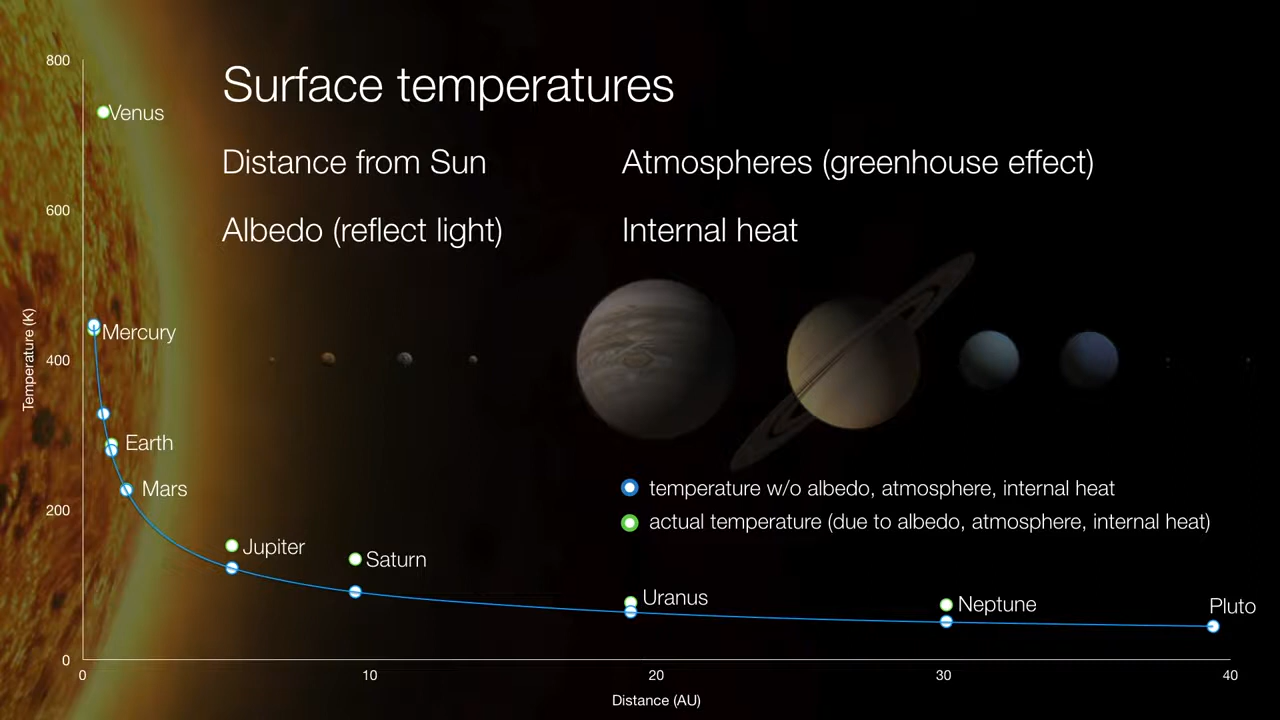 Surface temperatures
Distance from Sun
Atmospheres (greenhouse effect)
Albedo (reflect light)
Internal heat
800
600
400
200
0
Temperature (K)
Venus
Mercury
Earth
Mars
Jupiter
Saturn
Uranus
Neptune
Pluto
temperature w/o albedo, atmosphere, internal heat
actual temperature (due to albedo, atmosphere, internal heat)
0
10
20
30
40
Distance (AU)